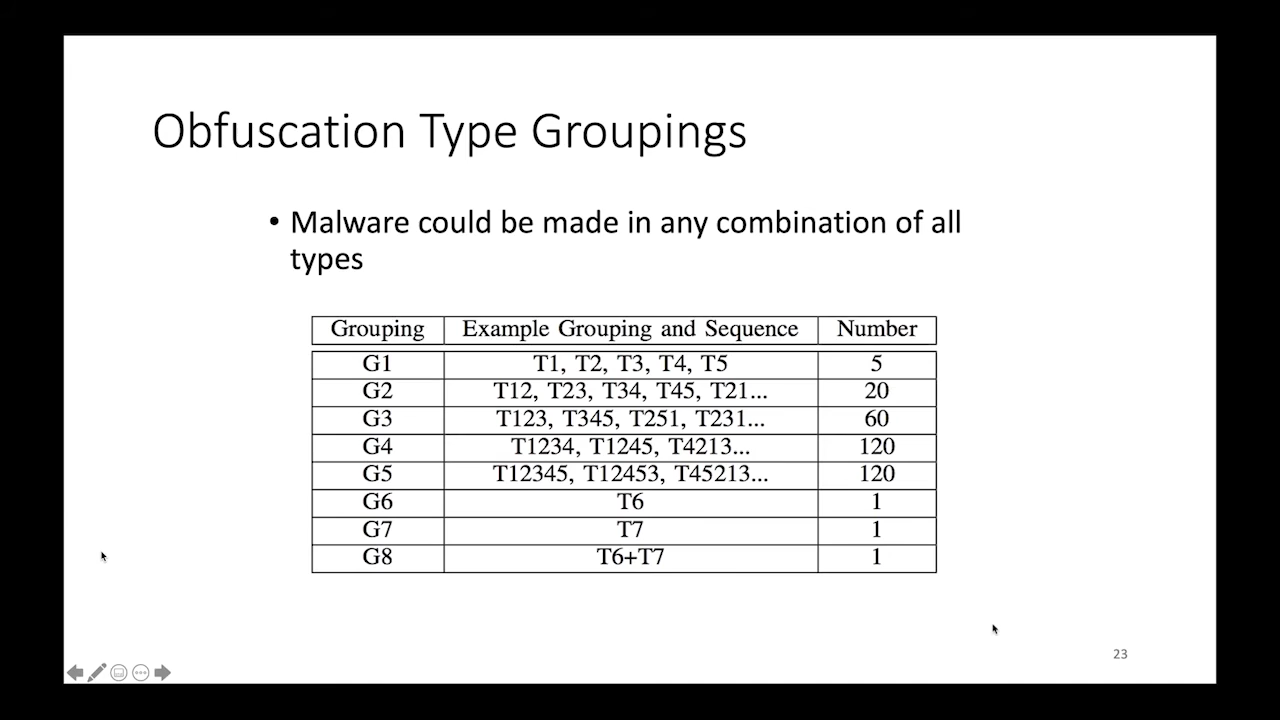 Obfuscation Type Groupings
• Malware could be made in any combination of all
types
Grouping Example Grouping and Sequence Number
G1 T1, T2, T3, T4, T5 5
G2 T12, T23, T34, T45, T21... 20
G3 T123, T345, T251, T231... 60
G4 T1234, T1245, T4213... 120
G5 T12345, T12453, T45213... 120
G6 T6 1
G7 T7 1
G8 T6+T7 1
23